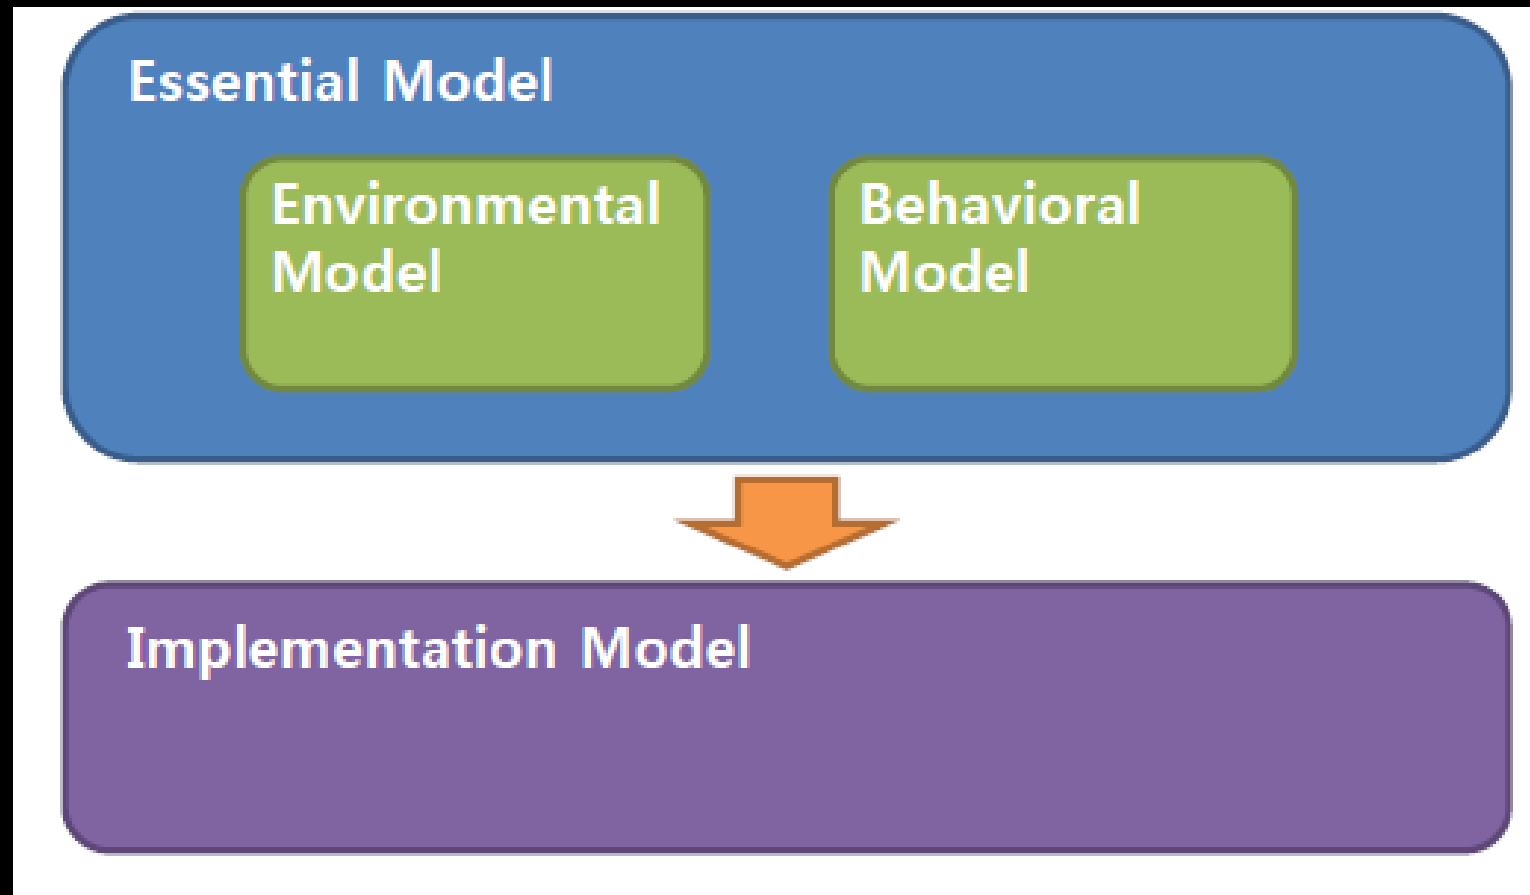 Essential Model
Environmental
Model
Behavioral
Model
Implementation Model